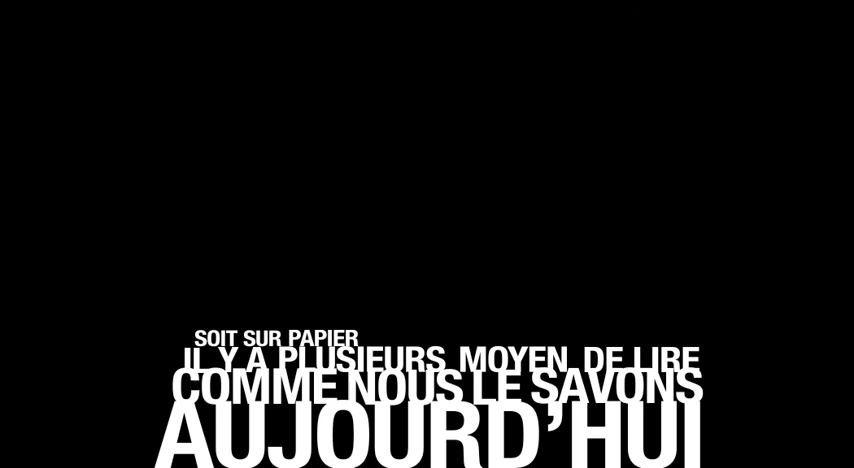 SOIT SUR PAPIER
IL Y A PLUSIEURS MOYEN DE LIRE
COMME NOUS LE SAVONS
AUJOURD’HUI